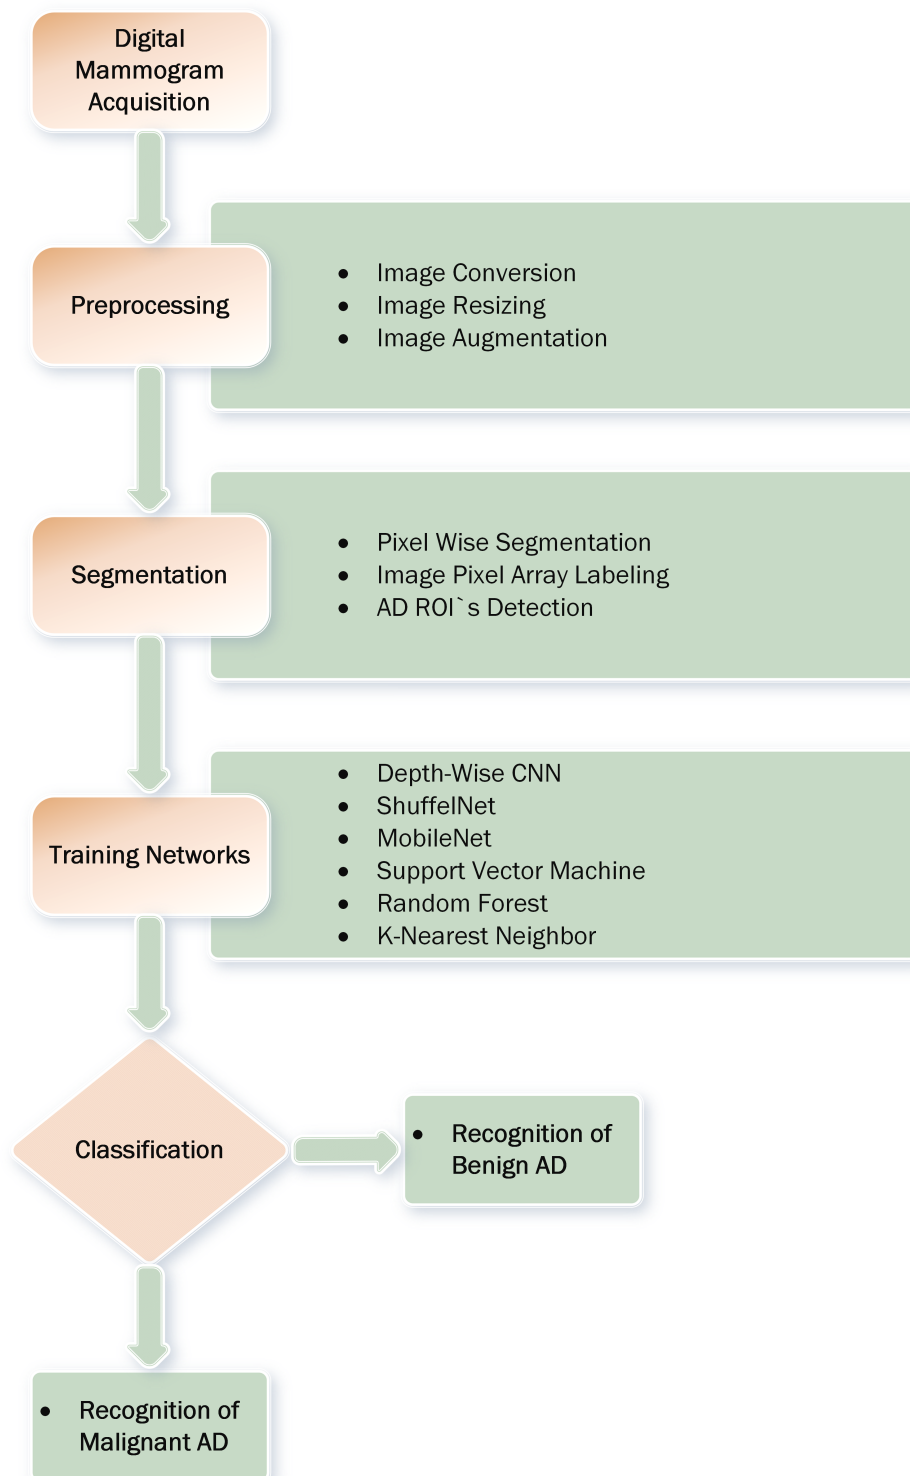 Digital
Mammogram
Acquisition
Preprocessing
• Image Conversion
• Image Resizing
• Image Augmentation
Segmentation
• Pixel Wise Segmentation
• Image Pixel Array Labeling
• AD ROI`s Detection
Training Networks
• Depth-Wise CNN
• ShuffelNet
• MobileNet
• Support Vector Machine
• Random Forest
• K-Nearest Neighbor
Classification
• Recognition of
Benign AD
• Recognition of
Malignant AD